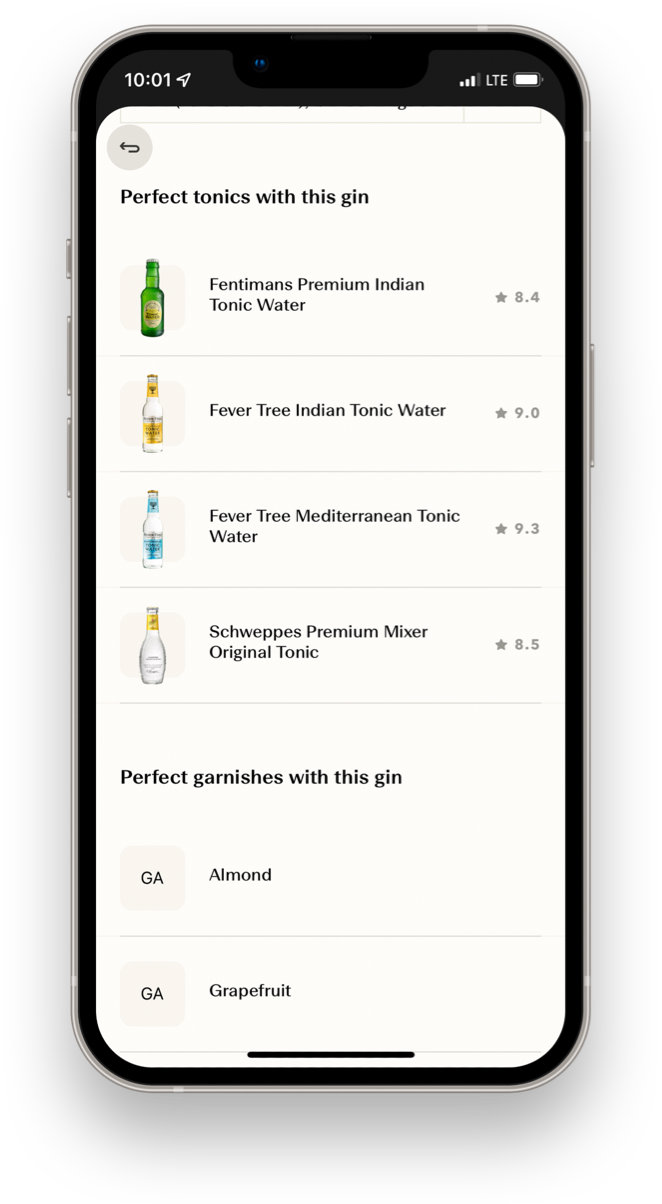 10:01
LTE
Perfect tonics with this gin
Fentimans Premium Indian
Tonic Water
8.4
Fever Tree Indian Tonic Water
9.0
Fever Tree Mediterranean Tonic
Water
9.3
Schweppes Premium Mixer
Original Tonic
8.5
Perfect garnishes with this gin
GA
Almond
GA
Grapefruit